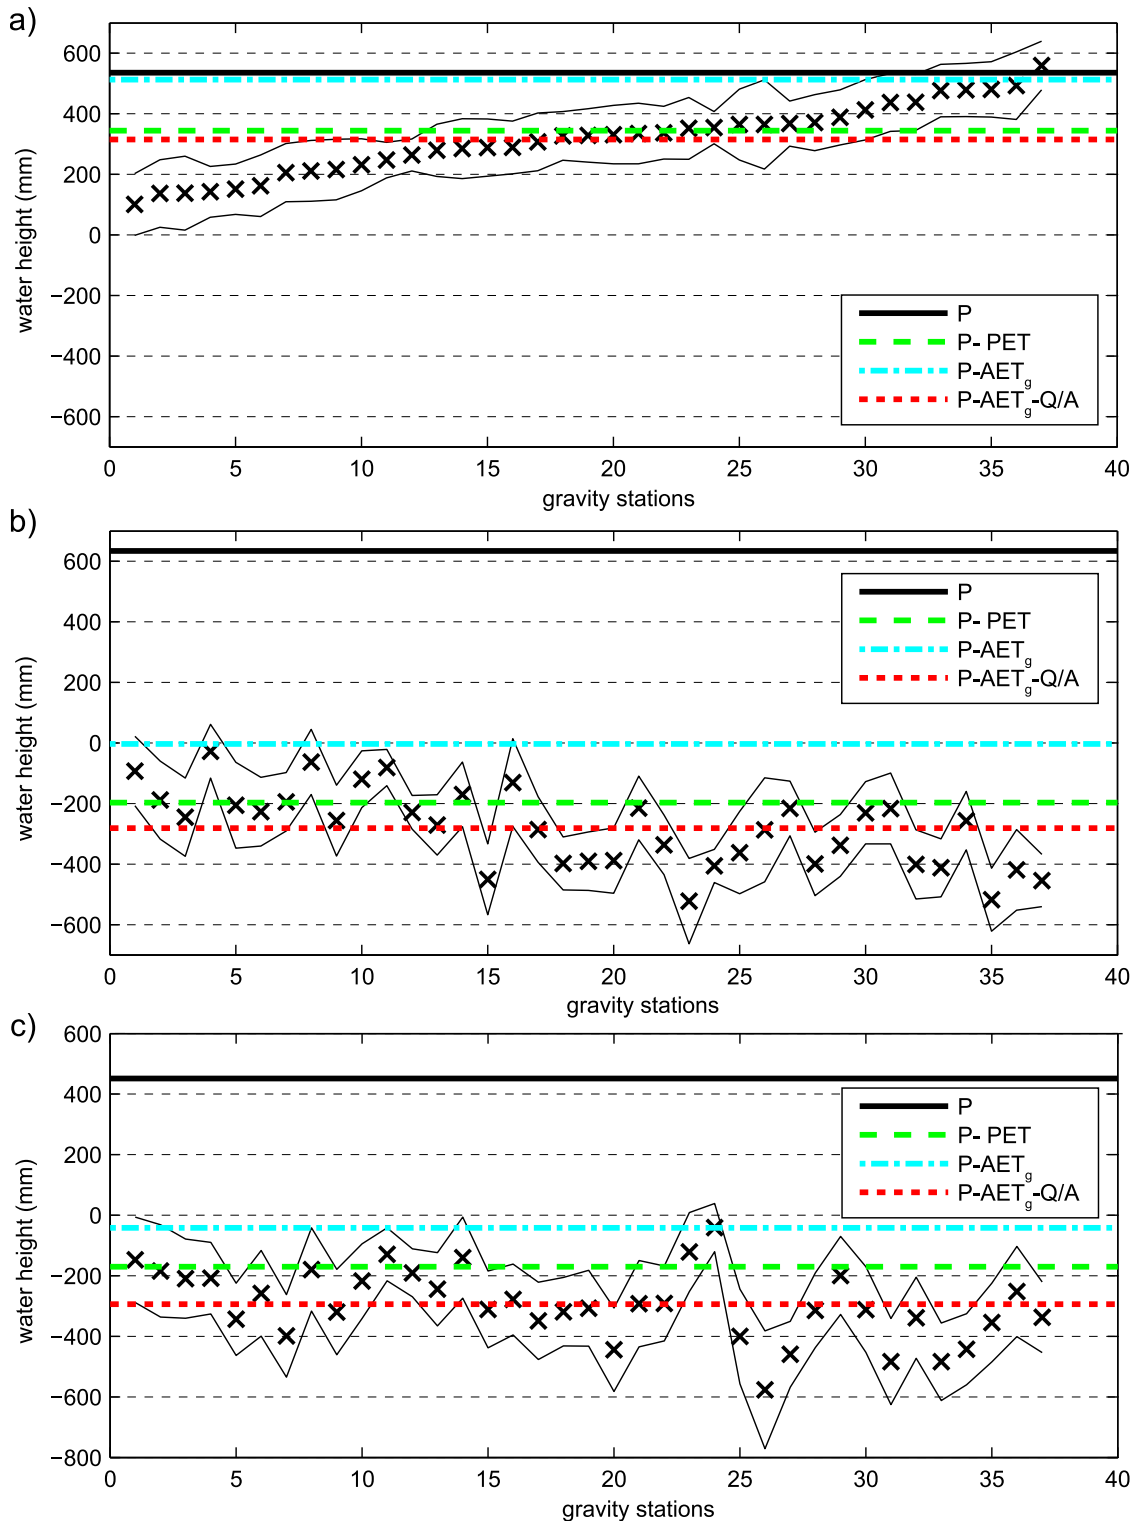 a)
600
400
200
0
−200
−400
−600
water height (mm)
P
P- PET
P-AETg
P-AETg-Q/A
0 5 10 15 20 25 30 35 40
gravity stations
b)
600
400
200
0
−200
−400
−600
water height (mm)
P
P- PET
P-AETg
P-AETg-Q/A
0 5 10 15 20 25 30 35 40
gravity stations
c)
600
400
200
0
−200
−400
−600
−800
water height (mm)
P
P- PET
P-AETg
P-AETg-Q/A
0 5 10 15 20 25 30 35 40
gravity stations